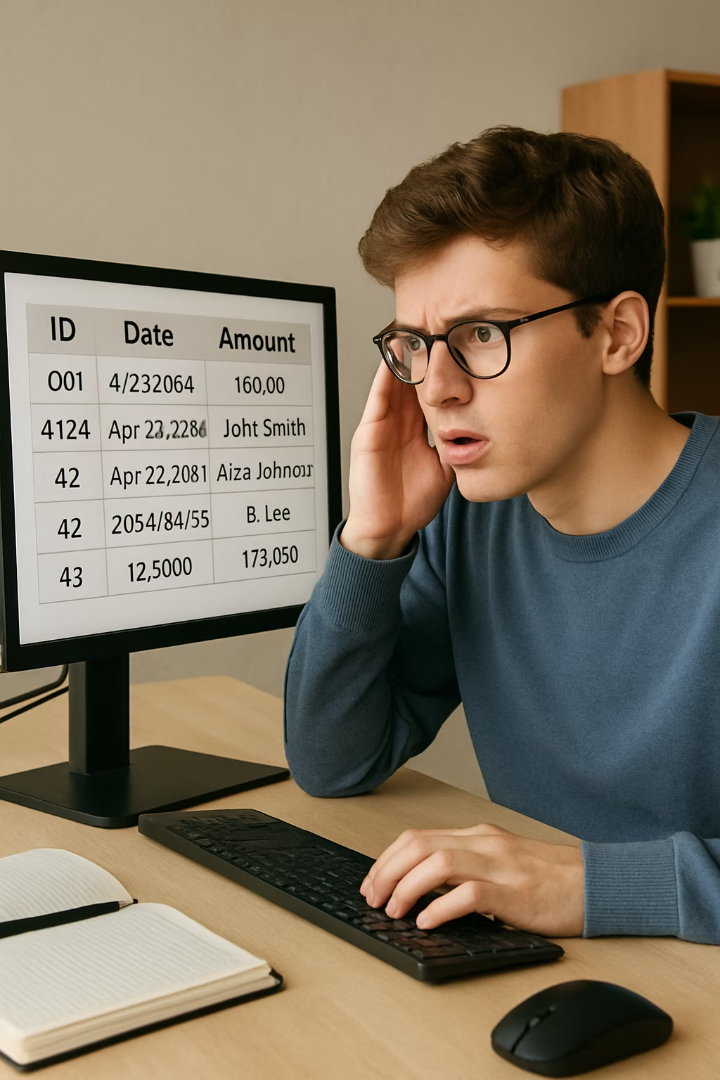 ID Date Amount
001 4/232064 160,00
4124 Apr Joht Smith
42 Apr 22,2081 Aiza
42 2054/84/55 B. Lee
43 12,5000 173,050